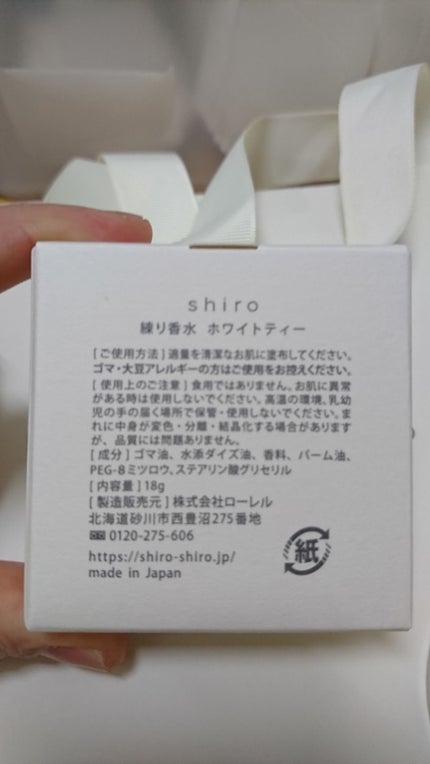 shiro
練り香水 ホワイトティー
[ご使用方法]適量を清潔なお肌に塗布してください。
ゴマ・大豆アレルギーの方はご使用をお控えください。
[使用上のご注意]食用ではありません。お肌に異常
がある時は使用しないでください。高温の環境、乳幼
児の手の届く場所で保管・使用しないでください。ま
れに中身が変色・分離・結晶化する場合があります
が、品質には問題ありません。
[成分]ゴマ油、水添ダイズ油、香料、パーム油、
PEG-8ミツロウ、ステアリン酸グリセリル
[内容量]18g
[製造販売元]株式会社ローレル
北海道砂川市西豊沼275番地
0120-275-606
https://shiro-shiro.jp/
made in Japan
紙